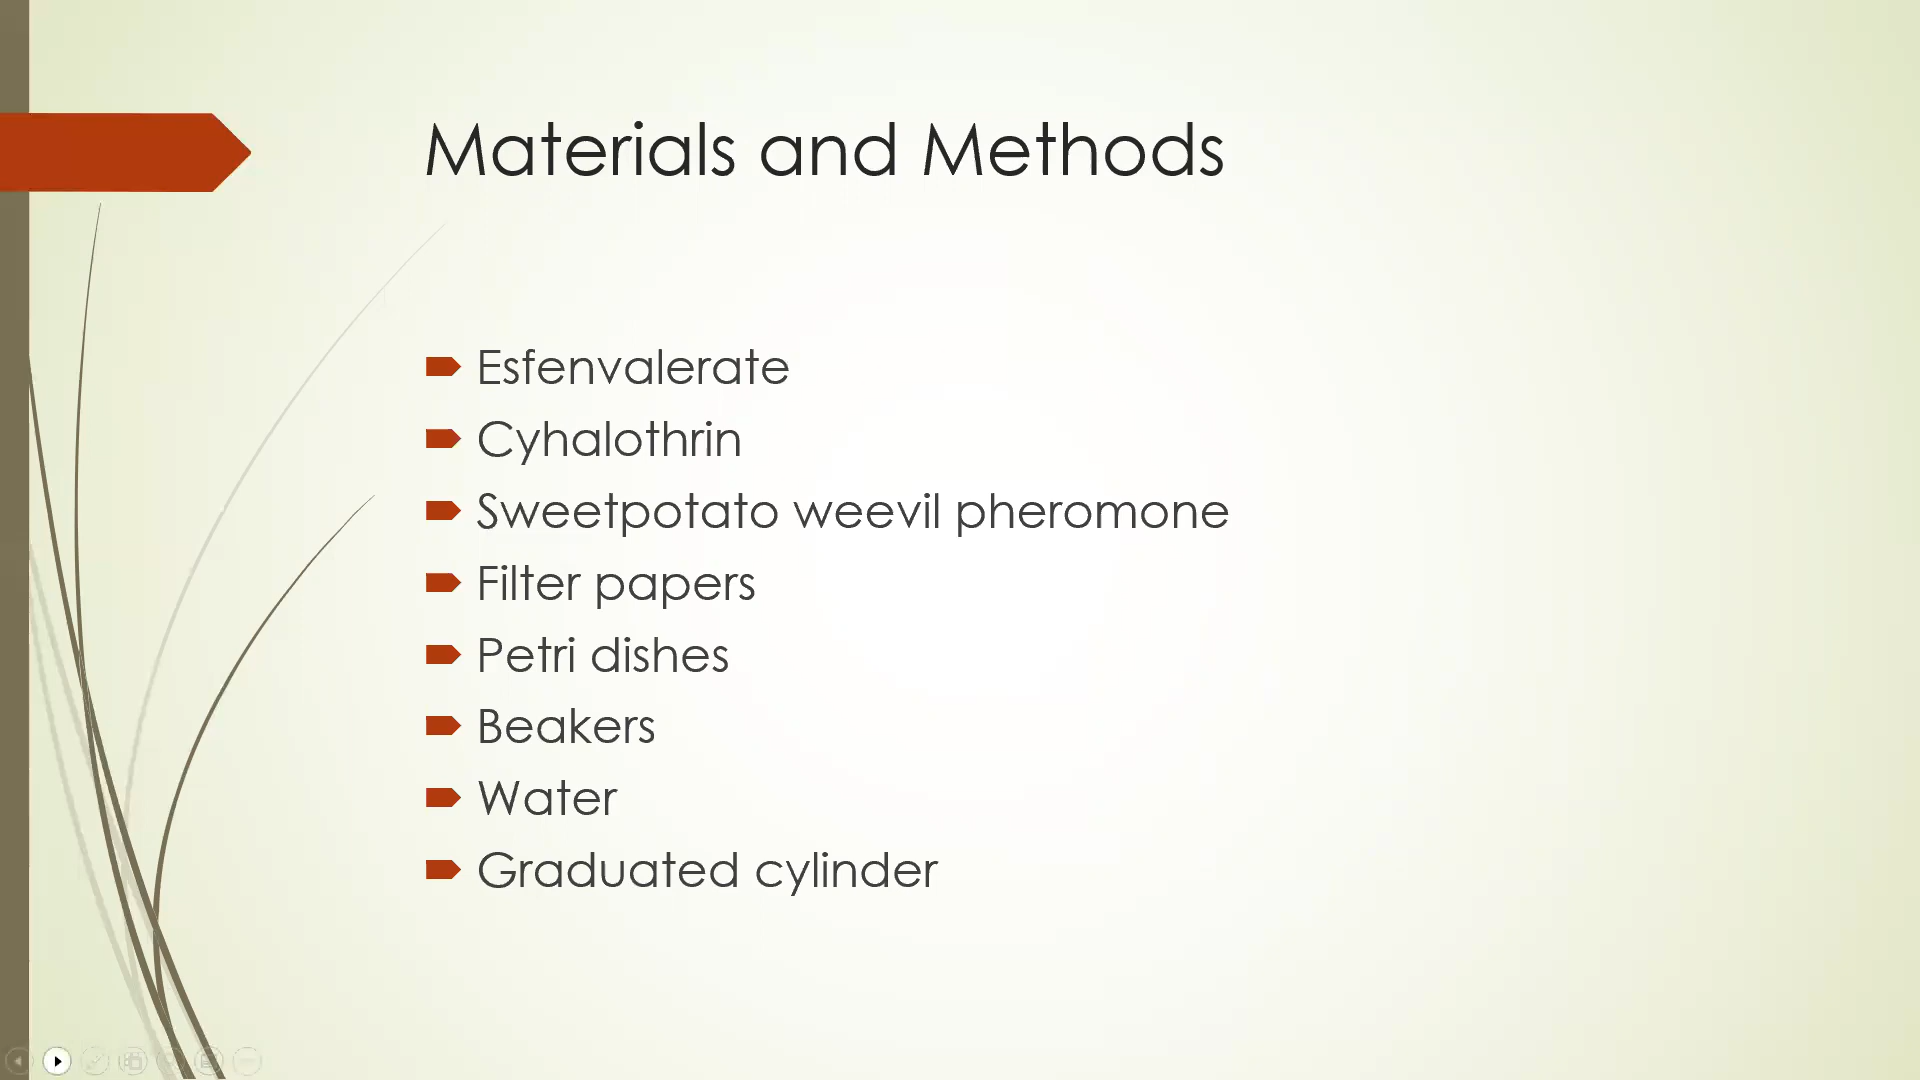 Materials and Methods
Esfenvalerate
Cyhalothrin
Sweetpotato weevil pheromone
Filter papers
Petri dishes
Beakers
Water
Graduated cylinder